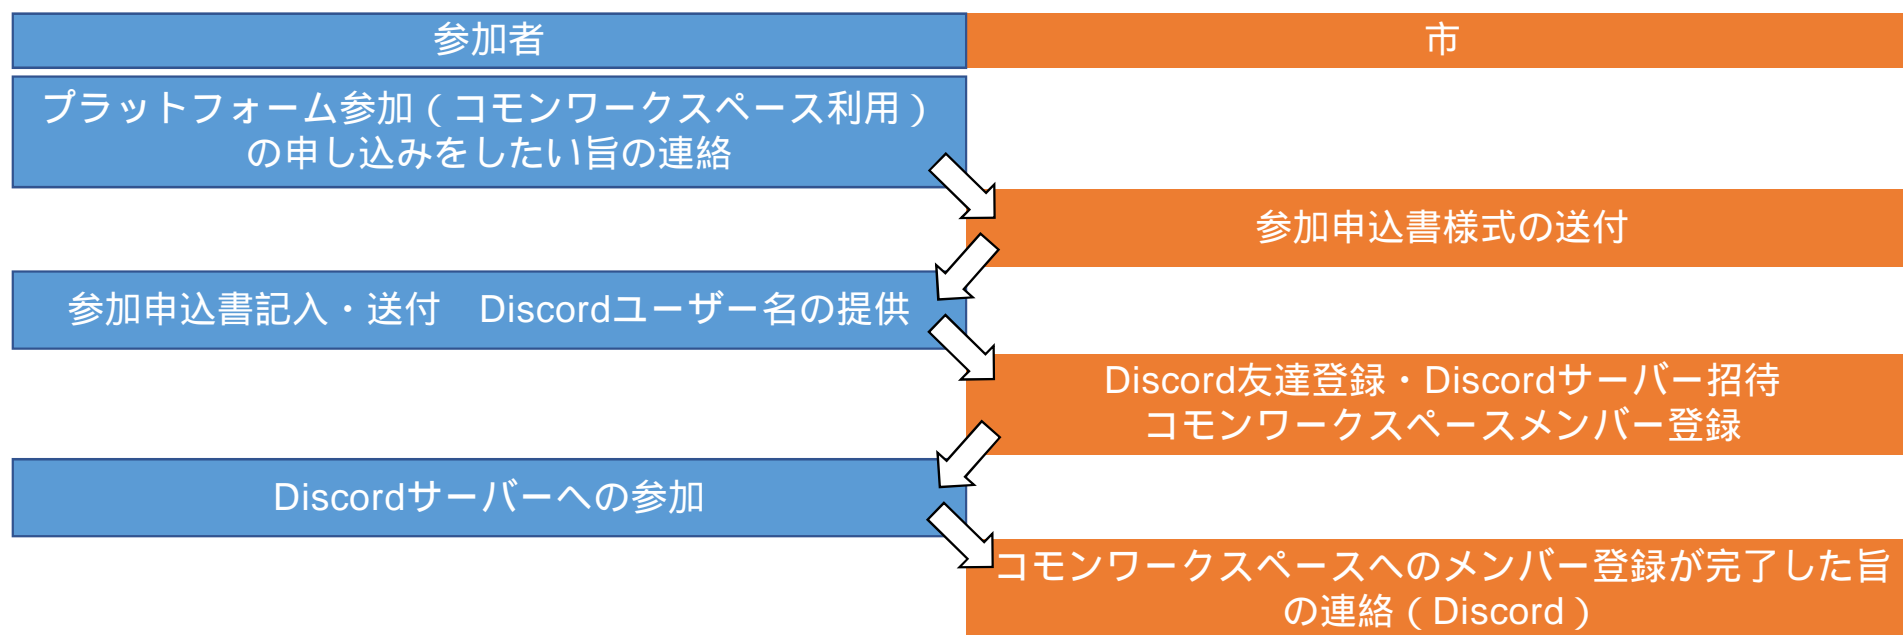 参加者
市
プラットフォーム参加（コモンワークスペース利用）
の申し込みをしたい旨の連絡
参加申込書様式の送付
参加申込書記入・送付　Discordユーザー名の提供
Discord友達登録・Discordサーバー招待
コモンワークスペースメンバー登録
Discordサーバーへの参加
コモンワークスペースへのメンバー登録が完了した旨
の連絡（Discord）